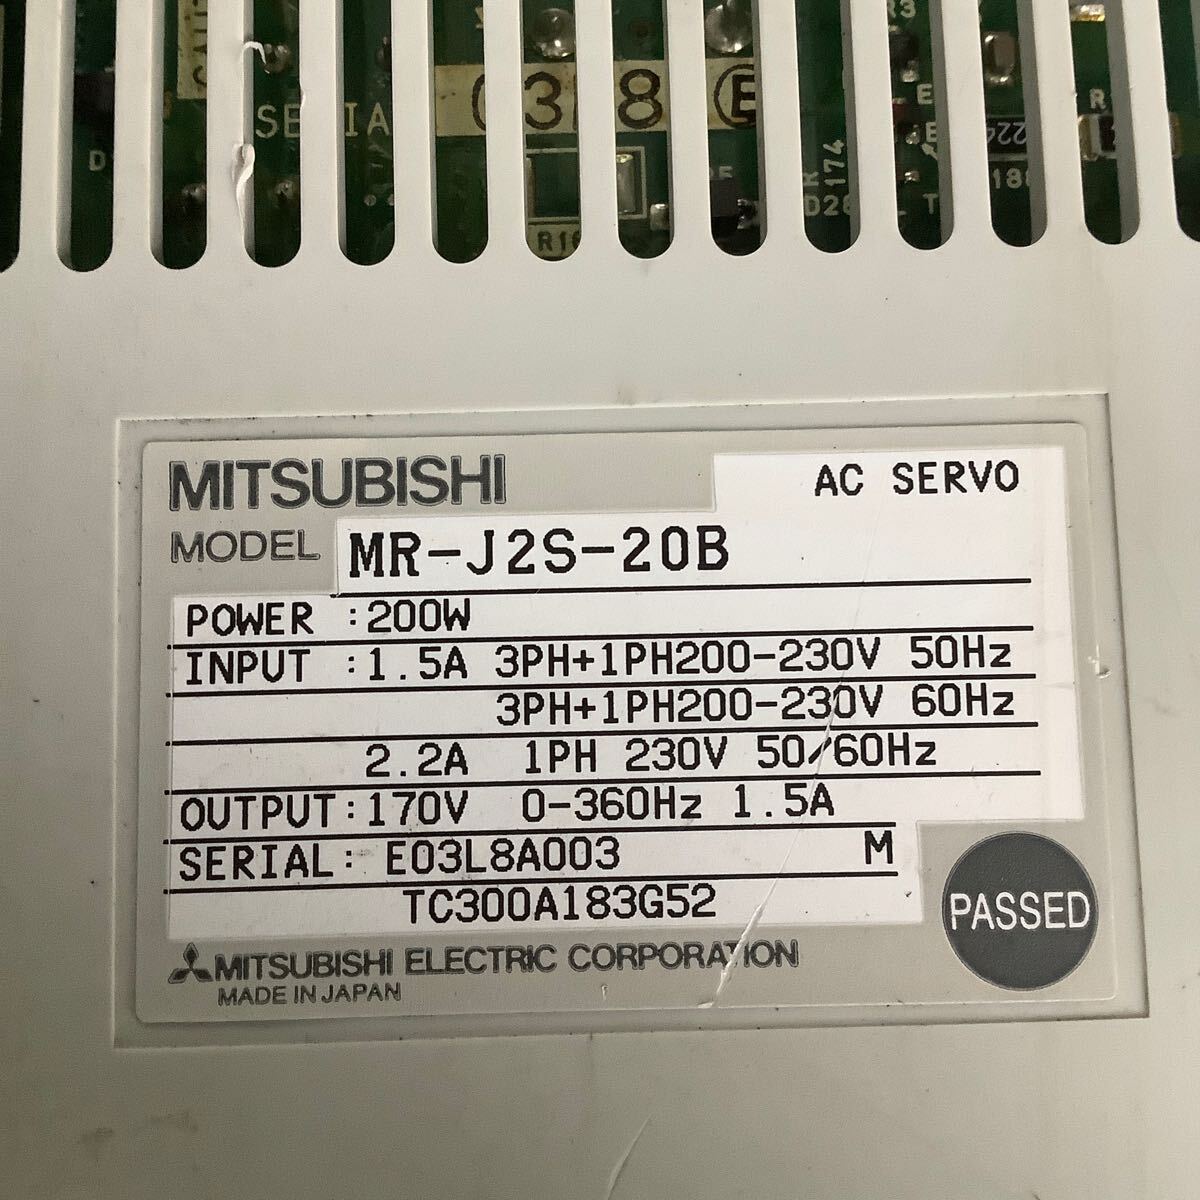 MITSUBISHI
AC SERVO
MODEL MR-J2S-20B
POWER :200W
INPUT :1.5A 3PH+1PH200-230V 50Hz
3PH+1PH200-230V 60Hz
2.2A 1PH 230V 50/60Hz
OUTPUT:170V 0-360Hz 1.5A
SERIAL: E03L8A003 M
TC300A183G52
PASSED
MITSUBISHI ELECTRIC CORPORATION
MADE IN JAPAN